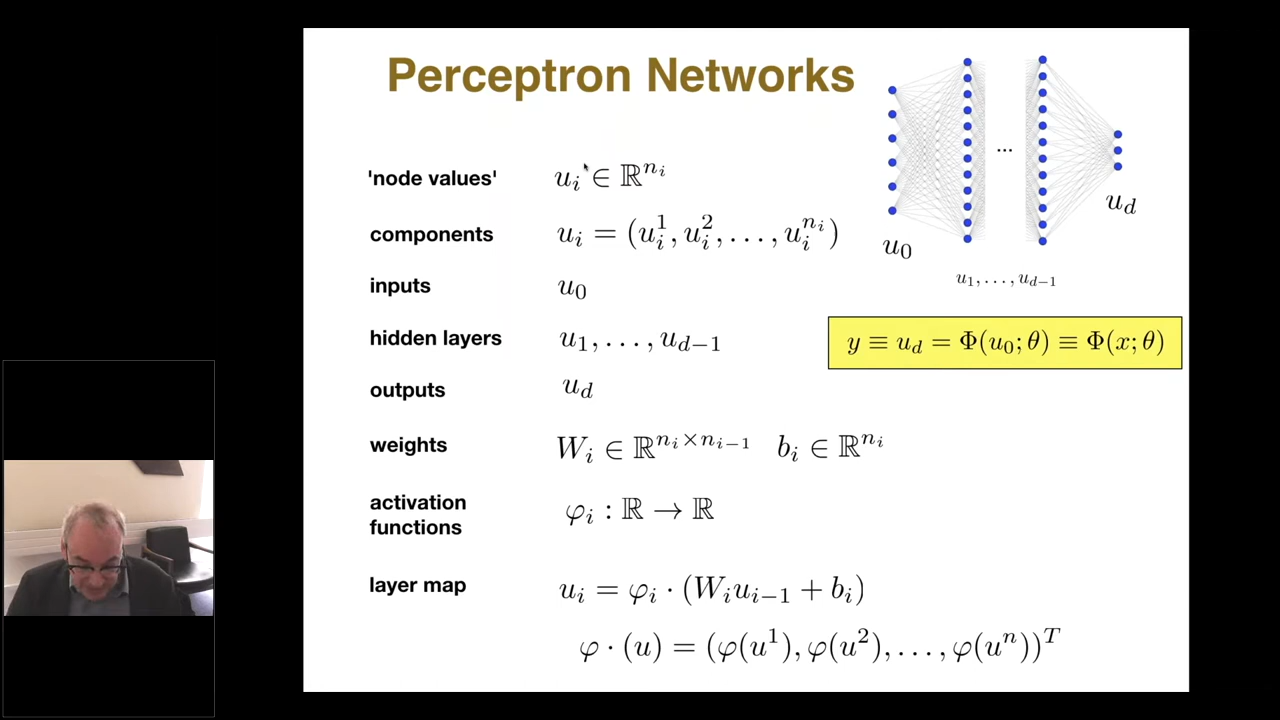 Perceptron Networks
'node values' u_i ∈ ℝ^{n_i}
components u_i = (u_i^1, u_i^2, . . . , u_i^{n_i})
inputs u_0
hidden layers u_1, . . . , u_{d−1}
outputs u_d
weights W_i ∈ ℝ^{n_i×n_{i−1}} b_i ∈ ℝ^{n_i}
activation
functions φ_i : ℝ → ℝ
layer map u_i = φ_i · (W_i u_{i−1} + b_i)
φ · (u) = (φ(u^1), φ(u^2), . . . , φ(u^n))^T
...
u_0
u_d
u_1, . . . , u_{d−1}
y ≡ u_d = Φ(u_0; θ) ≡ Φ(x; θ)